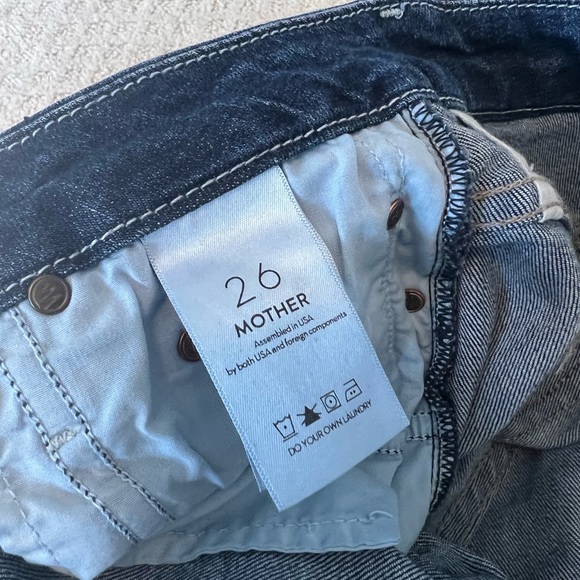 26
MOTHER
Assembled in USA
by both USA and foreign components
DO YOUR OWN LAUNDRY